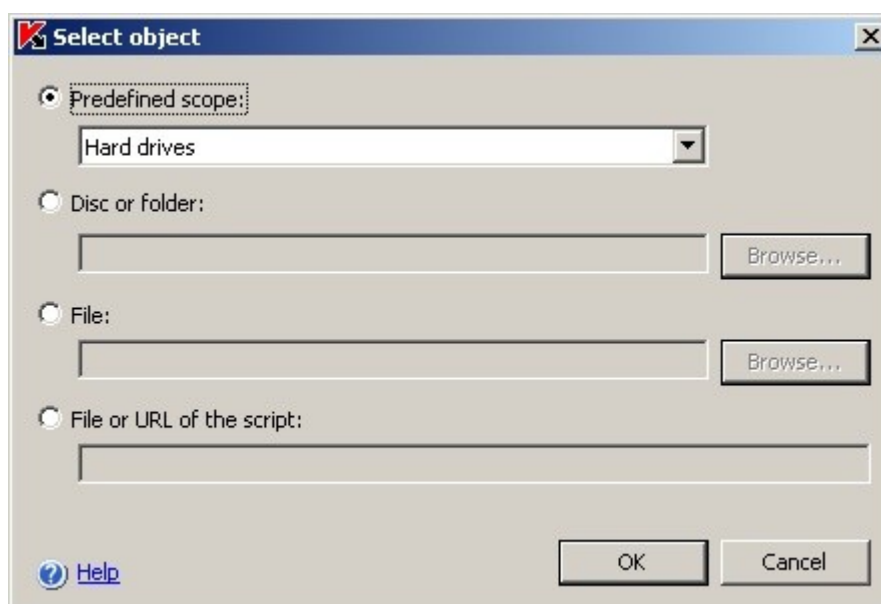 Select object
Predefined scope:
Hard drives
Disc or folder:
Browse...
File:
Browse...
File or URL of the script:
Help
OK
Cancel